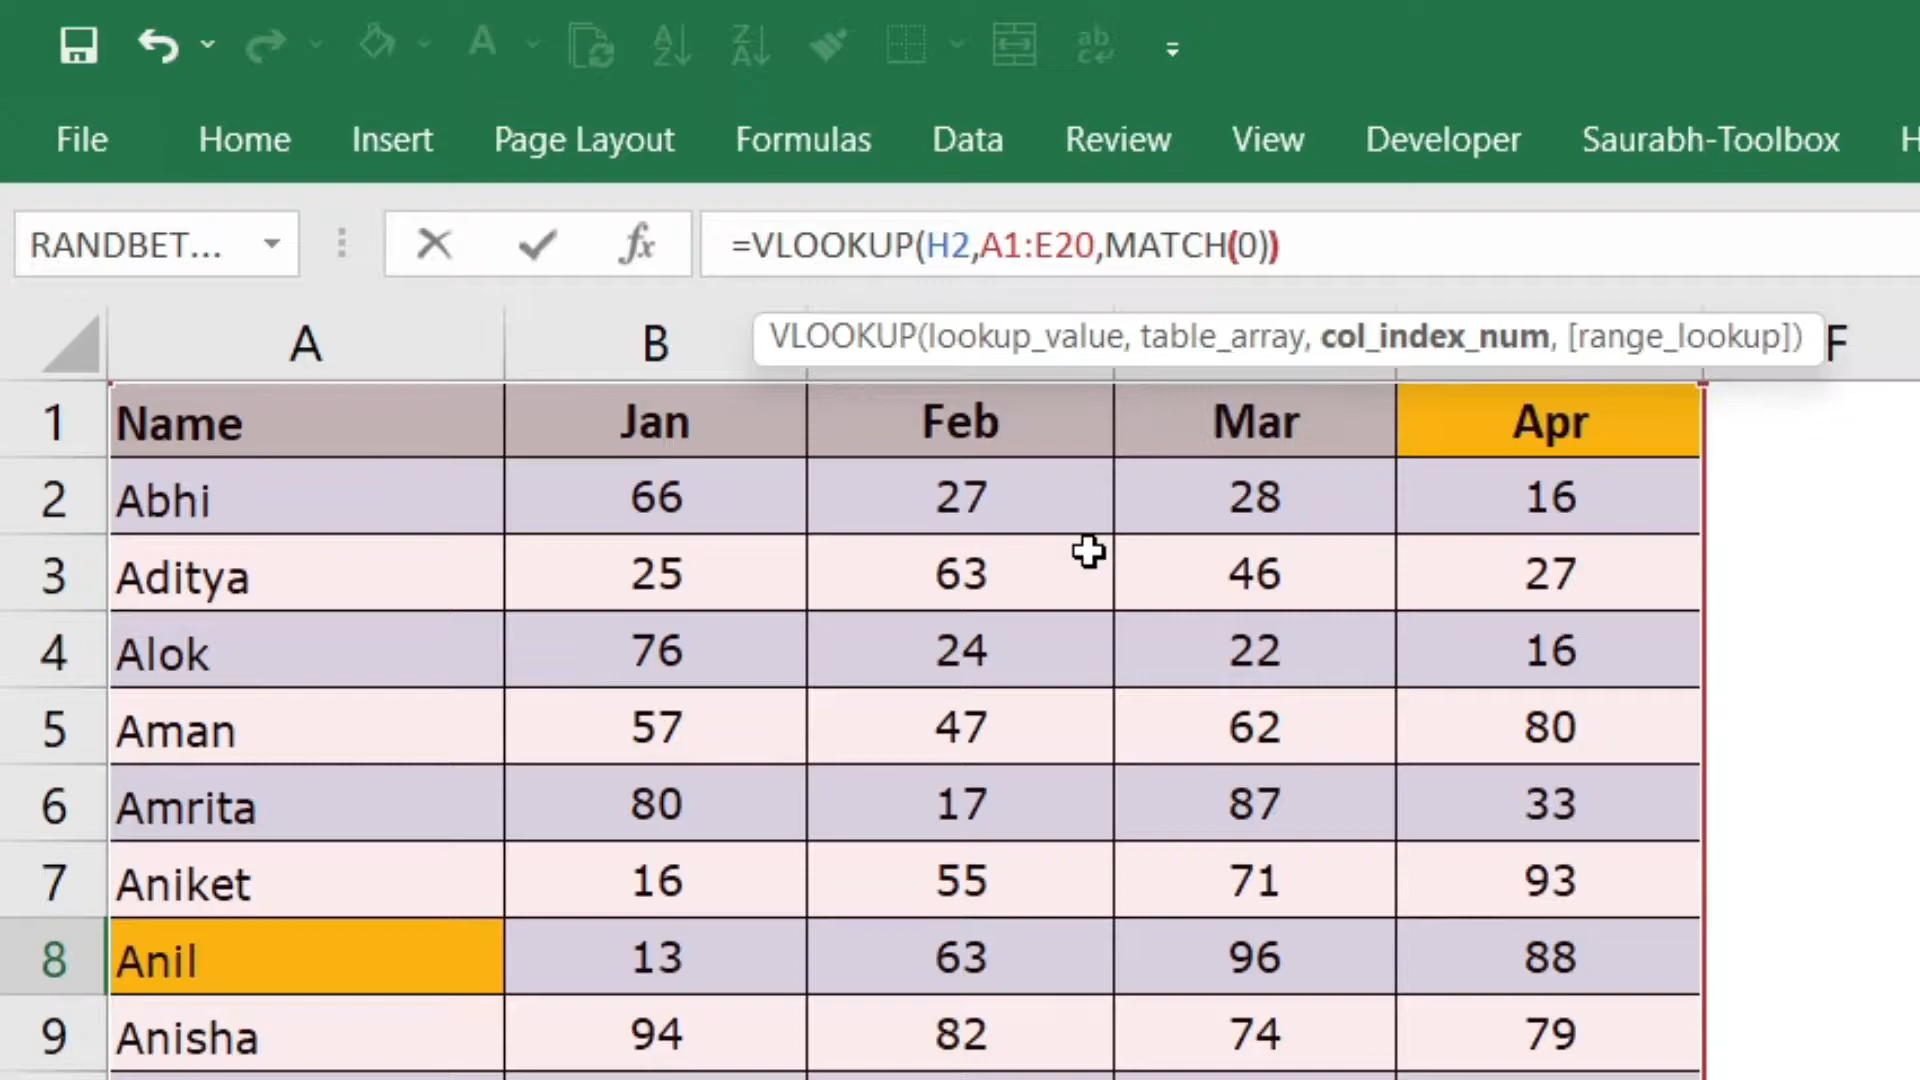 File Home Insert Page Layout Formulas Data Review View Developer Saurabh-Toolbox H
RANDBET... fx =VLOOKUP(H2,A1:E20,MATCH(0))
VLOOKUP(lookup_value, table_array, col_index_num, [range_lookup])
A B F
1 Name Jan Feb Mar Apr
2 Abhi 66 27 28 16
3 Aditya 25 63 46 27
4 Alok 76 24 22 16
5 Aman 57 47 62 80
6 Amrita 80 17 87 33
7 Aniket 16 55 71 93
8 Anil 13 63 96 88
9 Anisha 94 82 74 79